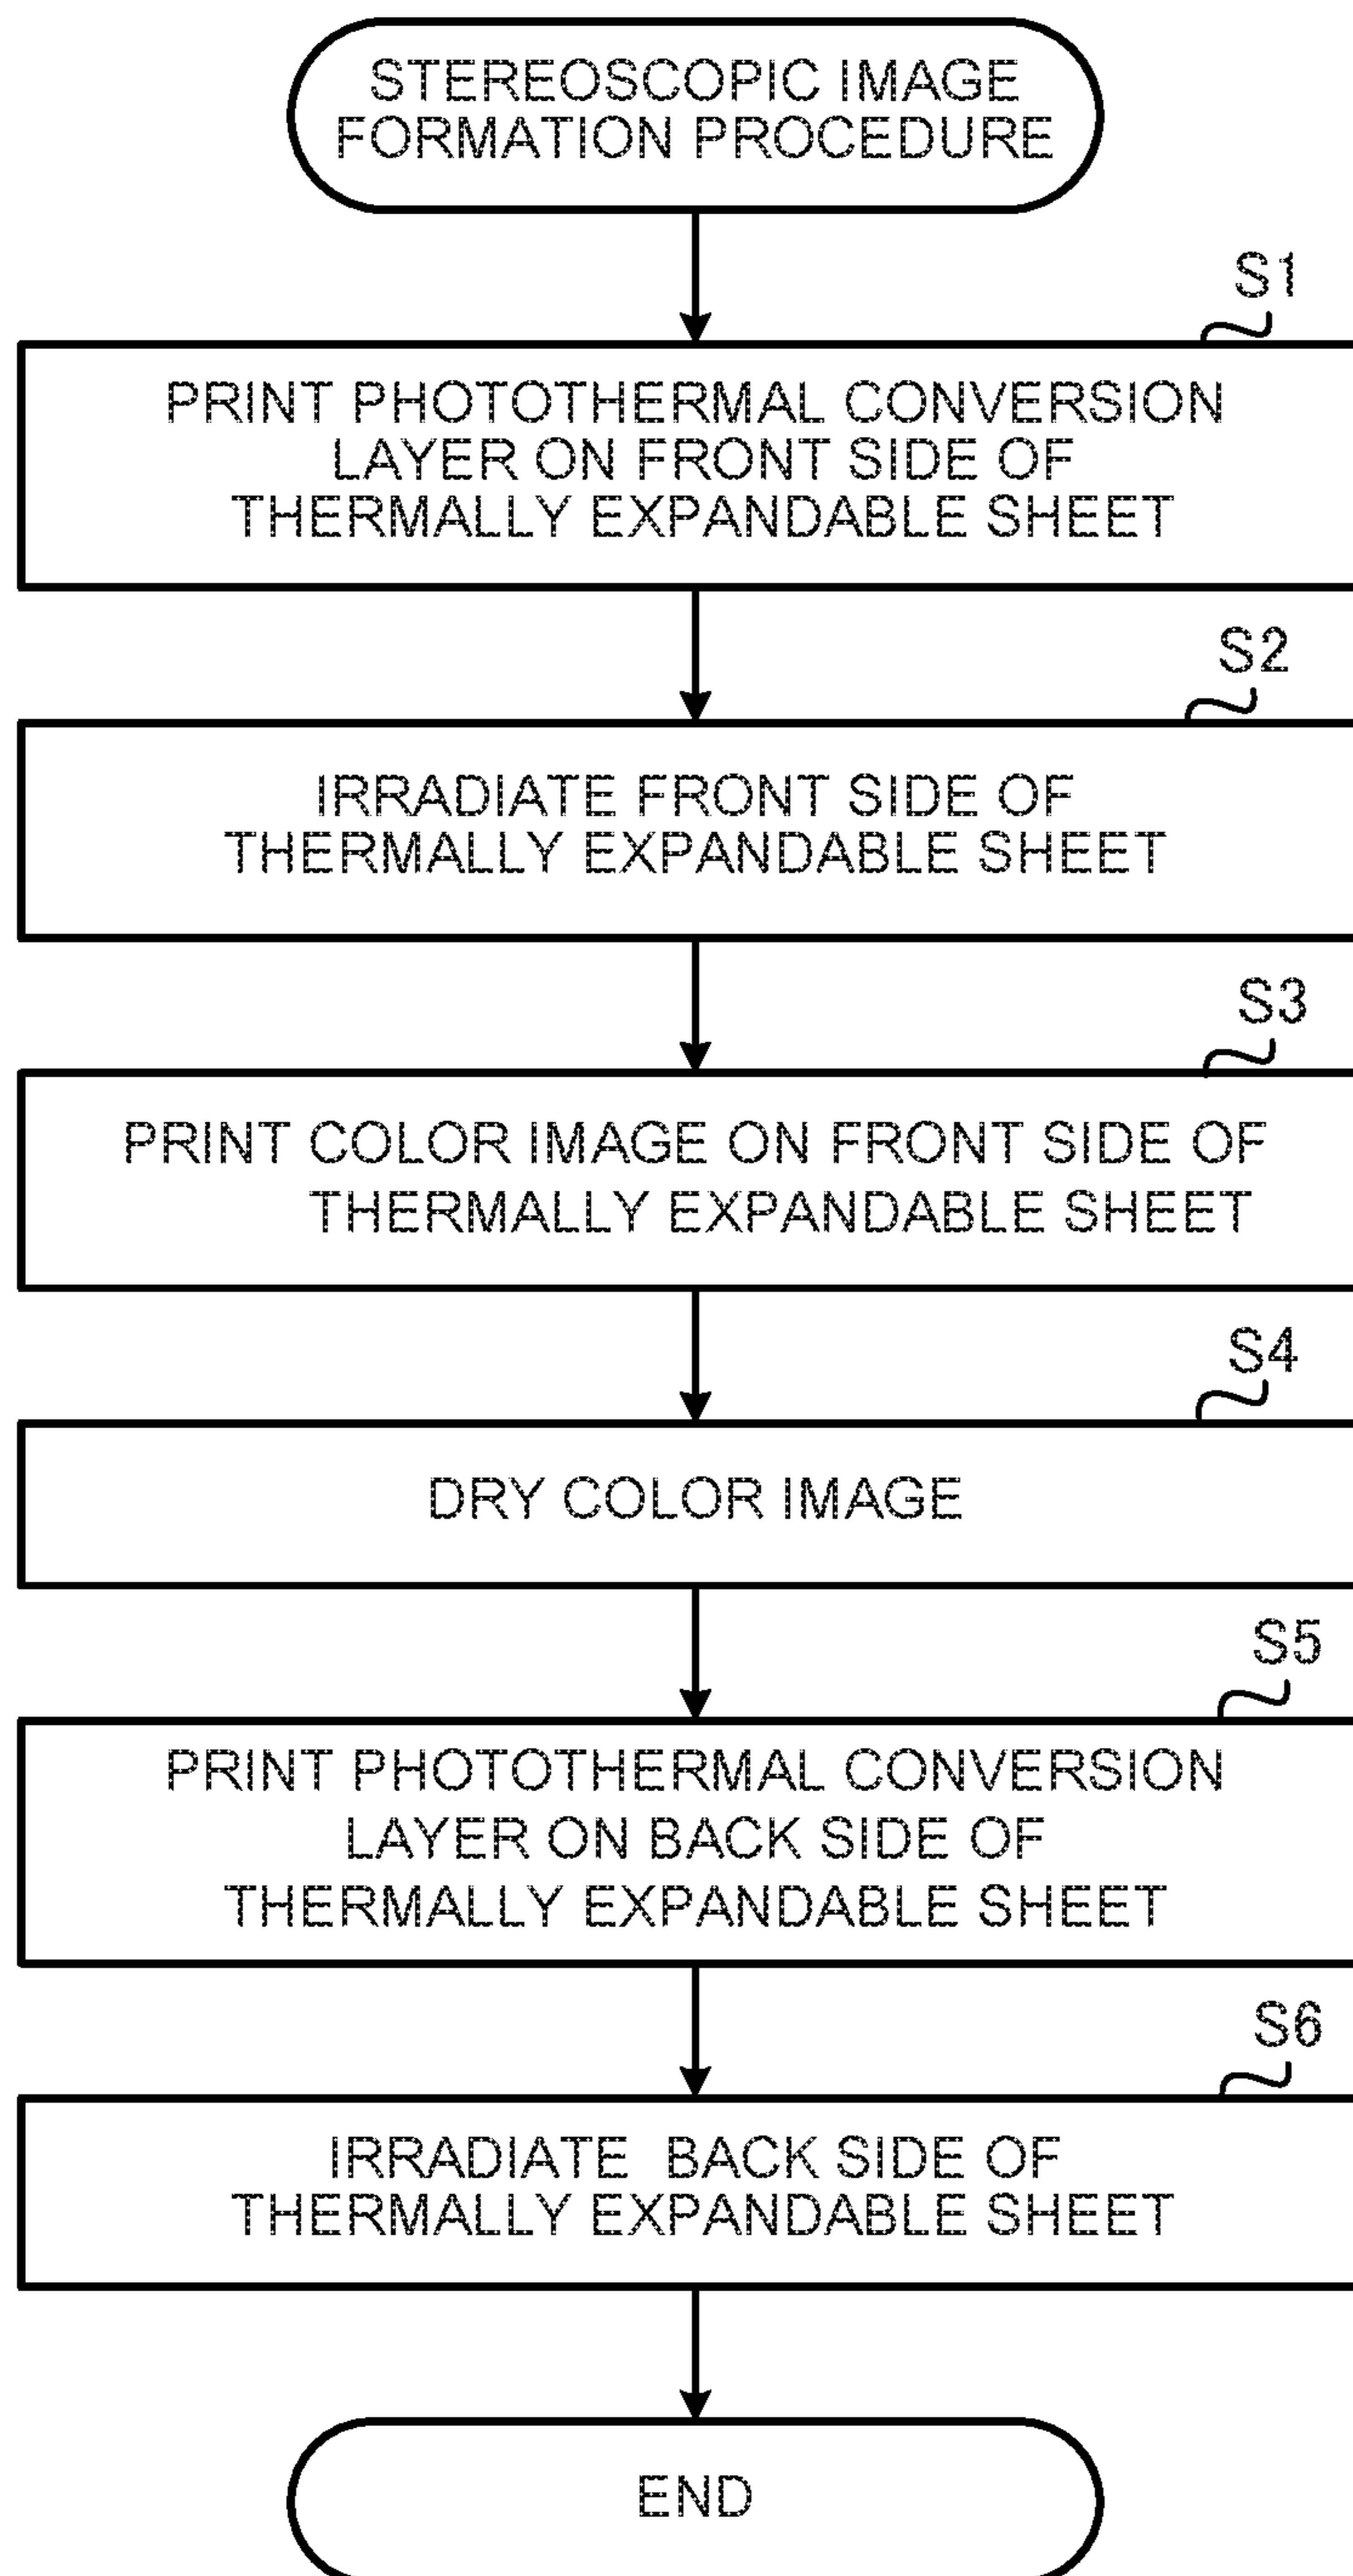 STEREOSCOPIC IMAGE
FORMATION PROCEDURE
S1
PRINT PHOTOTHERMAL CONVERSION
LAYER ON FRONT SIDE OF
THERMALLY EXPANDABLE SHEET
S2
IRRADIATE FRONT SIDE OF
THERMALLY EXPANDABLE SHEET
S3
PRINT COLOR IMAGE ON FRONT SIDE OF
THERMALLY EXPANDABLE SHEET
S4
DRY COLOR IMAGE
S5
PRINT PHOTOTHERMAL CONVERSION
LAYER ON BACK SIDE OF
THERMALLY EXPANDABLE SHEET
S6
IRRADIATE BACK SIDE OF
THERMALLY EXPANDABLE SHEET
END